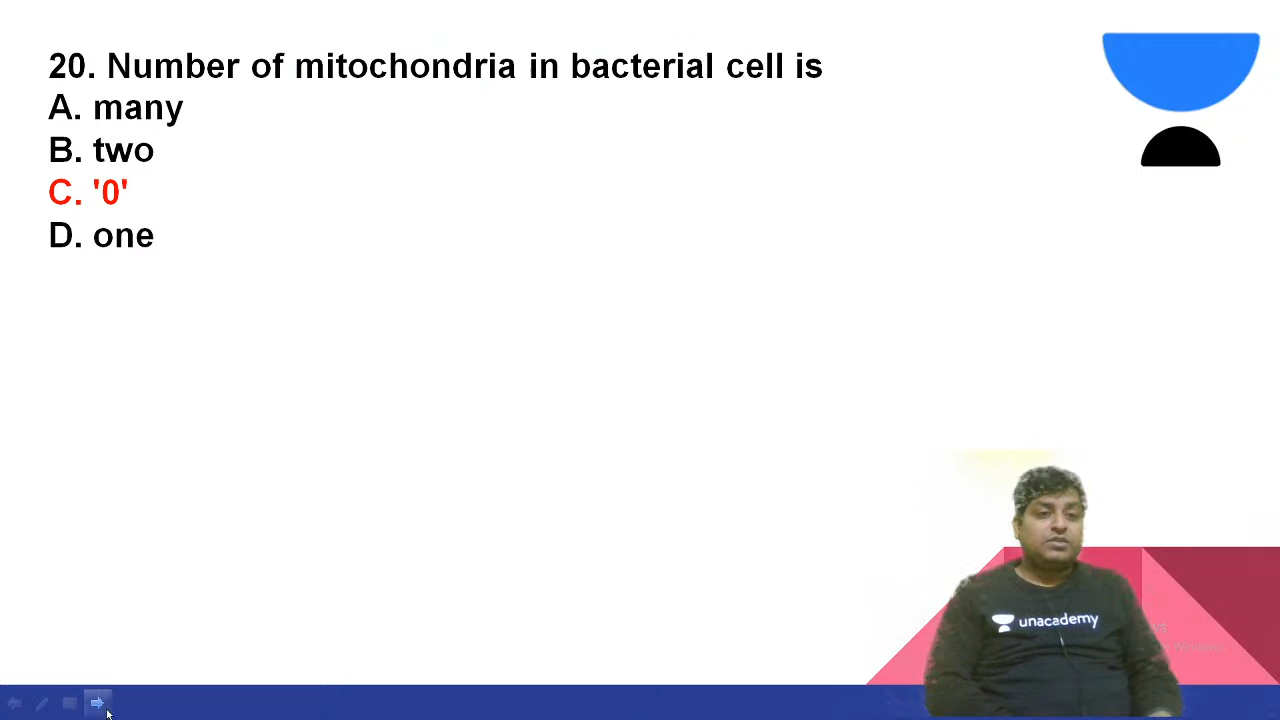 20. Number of mitochondria in bacterial cell is
A. many
B. two
C. '0'
D. one
unacademy